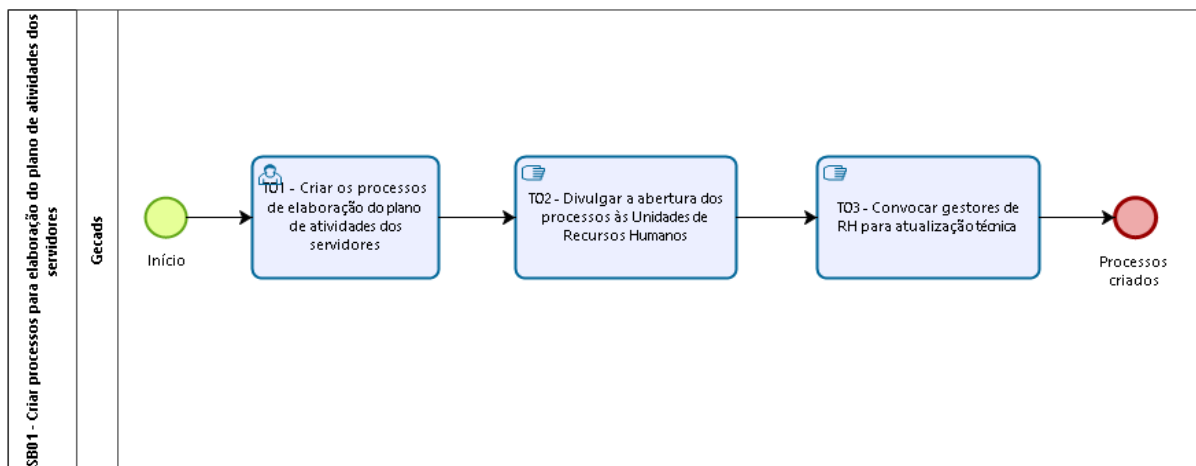 SB01 - Criar processos para elaboração do plano de atividades dos
servidores
Gecads
Início
T01 - Criar os processos
de elaboração do plano
de atividades dos
servidores
T02 - Divulgar a abertura dos
processos às Unidades de
Recursos Humanos
T03 - Convocar gestores de
RH para atualização técnica
Processos
criados